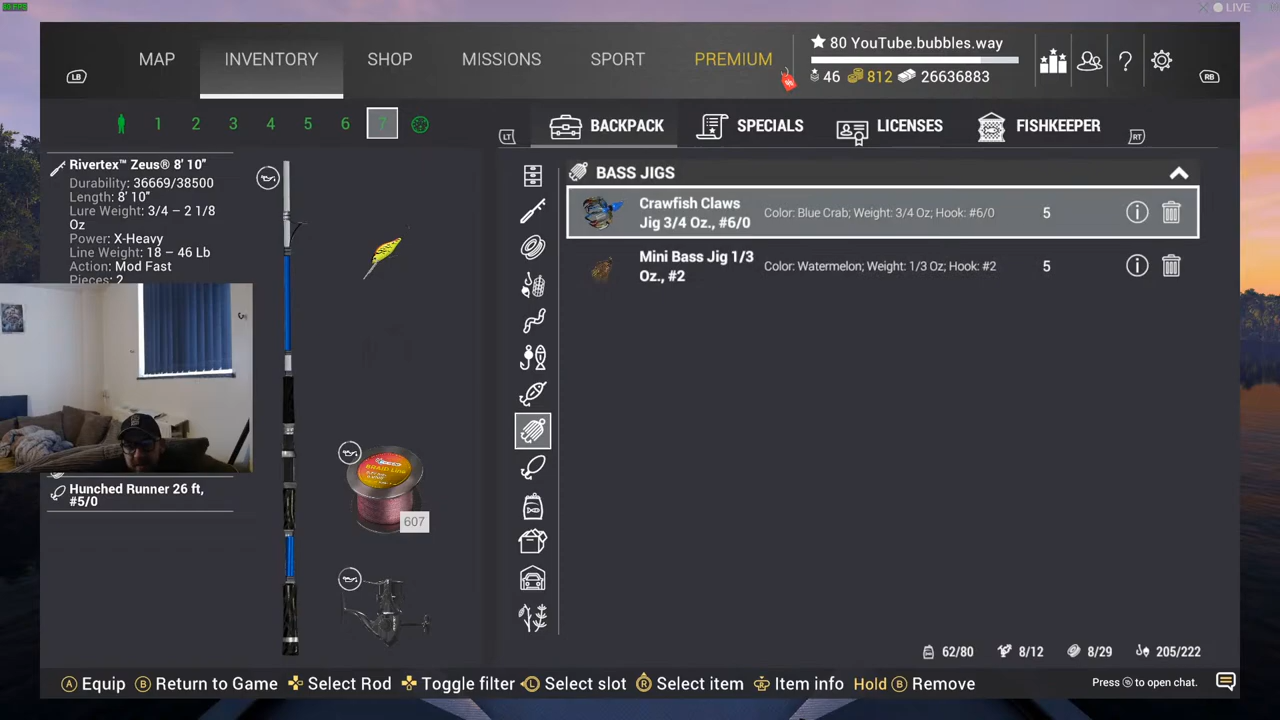 LIVE
MAP
INVENTORY
SHOP
MISSIONS
SPORT
PREMIUM
80 YouTube.bubbles.way
46 812 26636883
LB
RB
1 2 3 4 5 6 7
LT
BACKPACK
SPECIALS
LICENSES
FISHKEEPER
RT
Rivertex™ Zeus® 8' 10"
Durability: 36669/38500
Length: 8' 10"
Lure Weight: 3/4 – 2 1/8
Oz
Power: X-Heavy
Line Weight: 18 – 46 Lb
Action: Mod Fast
Pieces: 2
Hunched Runner 26 ft,
#5/0
BRAID LINE
607
BASS JIGS
Crawfish Claws
Jig 3/4 Oz., #6/0
Color: Blue Crab; Weight: 3/4 Oz; Hook: #6/0
5
Mini Bass Jig 1/3
Oz., #2
Color: Watermelon; Weight: 1/3 Oz; Hook: #2
5
62/80
8/12
8/29
205/222
A Equip
B Return to Game
Select Rod
Toggle filter
L Select slot
R Select item
Item info
Hold B Remove
Press to open chat.